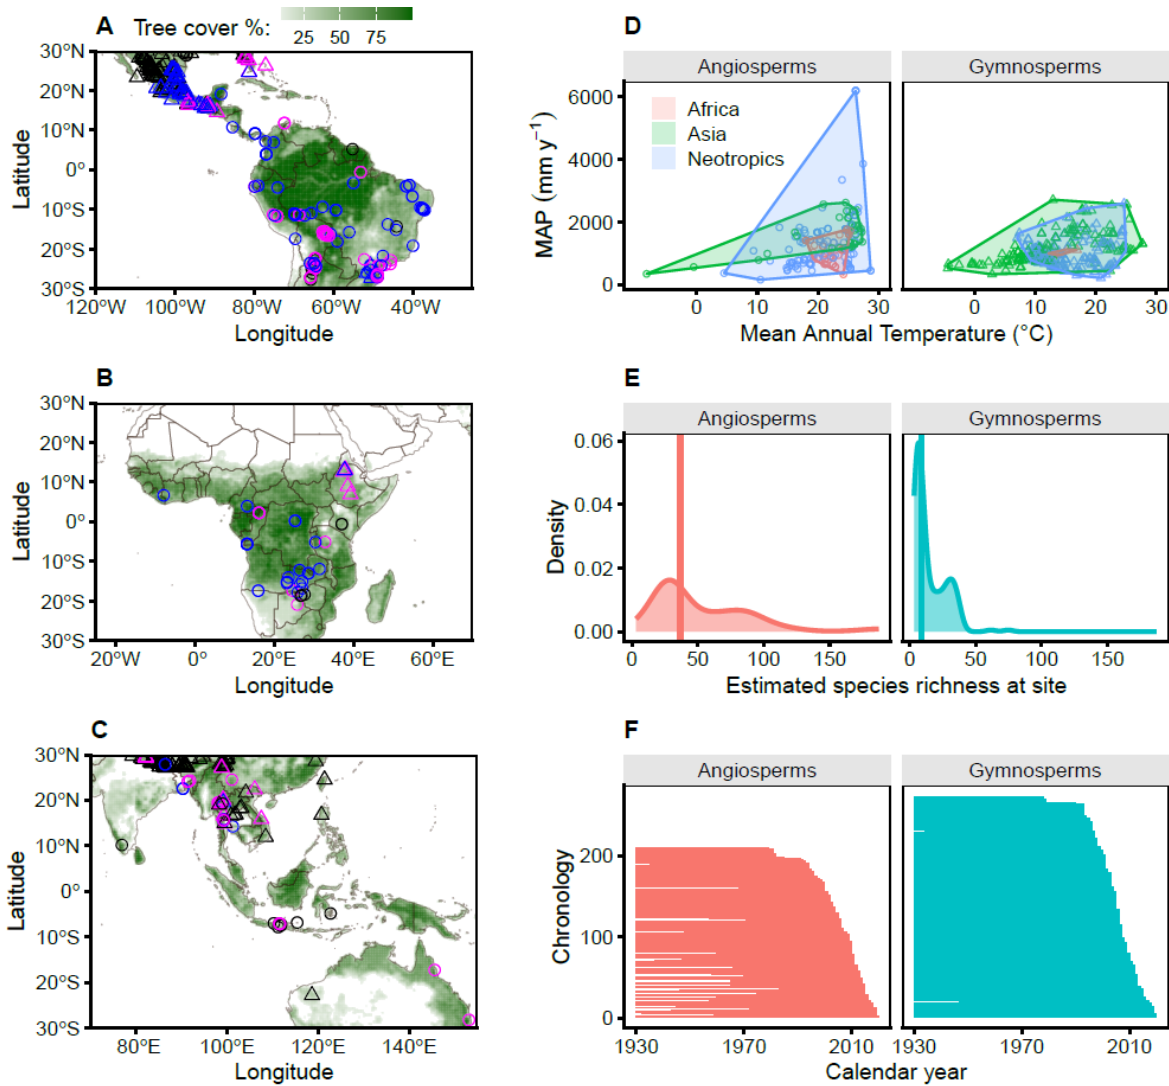 A Tree cover %: 25 50 75
30°N
20°N
10°N
0°
10°S
20°S
30°S
Latitude
120°W 100°W 80°W 60°W 40°W
Longitude
B
30°N
20°N
10°N
0°
10°S
20°S
30°S
Latitude
20°W 0° 20°E 40°E 60°E
Longitude
C
30°N
20°N
10°N
0°
10°S
20°S
30°S
Latitude
80°E 100°E 120°E 140°E
Longitude
D
Angiosperms Gymnosperms
Africa
Asia
Neotropics
6000
4000
2000
0
MAP (mm y⁻¹)
0 10 20 30 0 10 20 30
Mean Annual Temperature (°C)
E
Angiosperms Gymnosperms
0.06
0.04
0.02
0.00
Density
0 50 100 150 0 50 100 150
Estimated species richness at site
F
Angiosperms Gymnosperms
200
100
0
Chronology
1930 1970 2010 1930 1970 2010
Calendar year